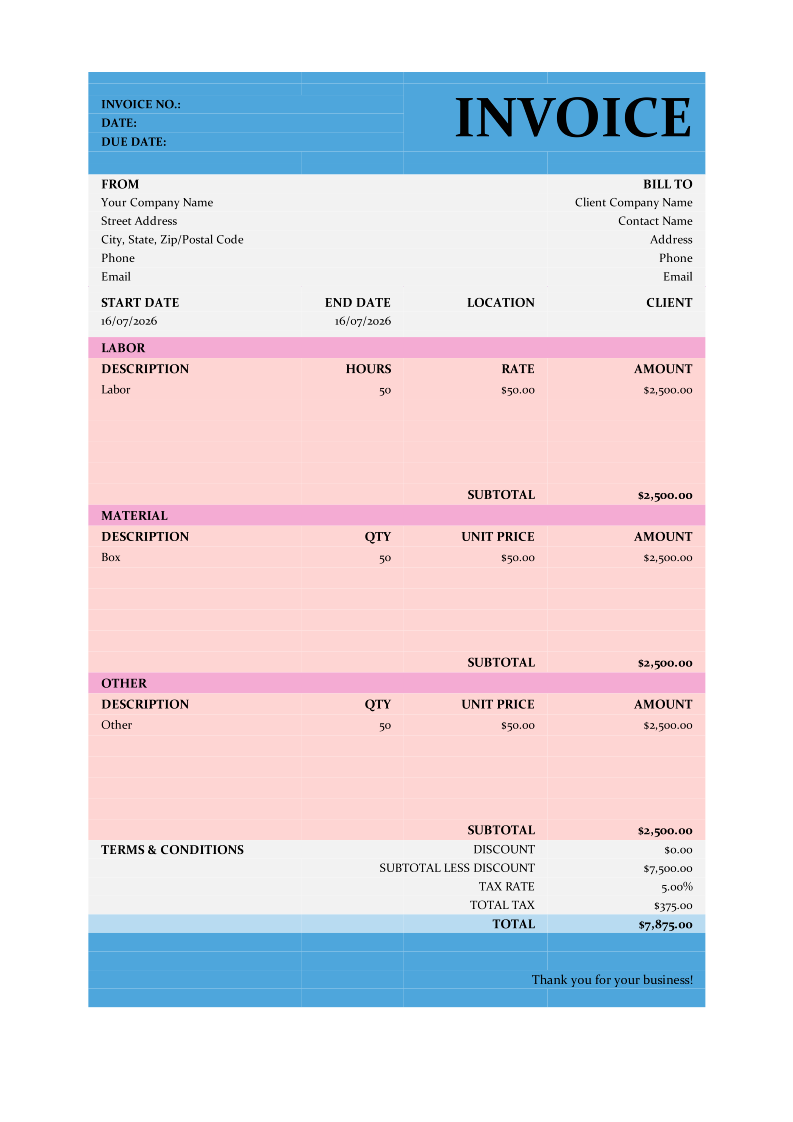 INVOICE NO.:
DATE:
DUE DATE:
INVOICE
FROM BILL TO
Your Company Name Client Company Name
Street Address Contact Name
City, State, Zip/Postal Code Address
Phone Phone
Email Email
START DATE END DATE LOCATION CLIENT
16/07/2026 16/07/2026
LABOR
DESCRIPTION HOURS RATE AMOUNT
Labor 50 $50.00 $2,500.00
SUBTOTAL $2,500.00
MATERIAL
DESCRIPTION QTY UNIT PRICE AMOUNT
Box 50 $50.00 $2,500.00
SUBTOTAL $2,500.00
OTHER
DESCRIPTION QTY UNIT PRICE AMOUNT
Other 50 $50.00 $2,500.00
SUBTOTAL $2,500.00
TERMS & CONDITIONS DISCOUNT $0.00
SUBTOTAL LESS DISCOUNT $7,500.00
TAX RATE 5.00%
TOTAL TAX $375.00
TOTAL $7,875.00
Thank you for your business!